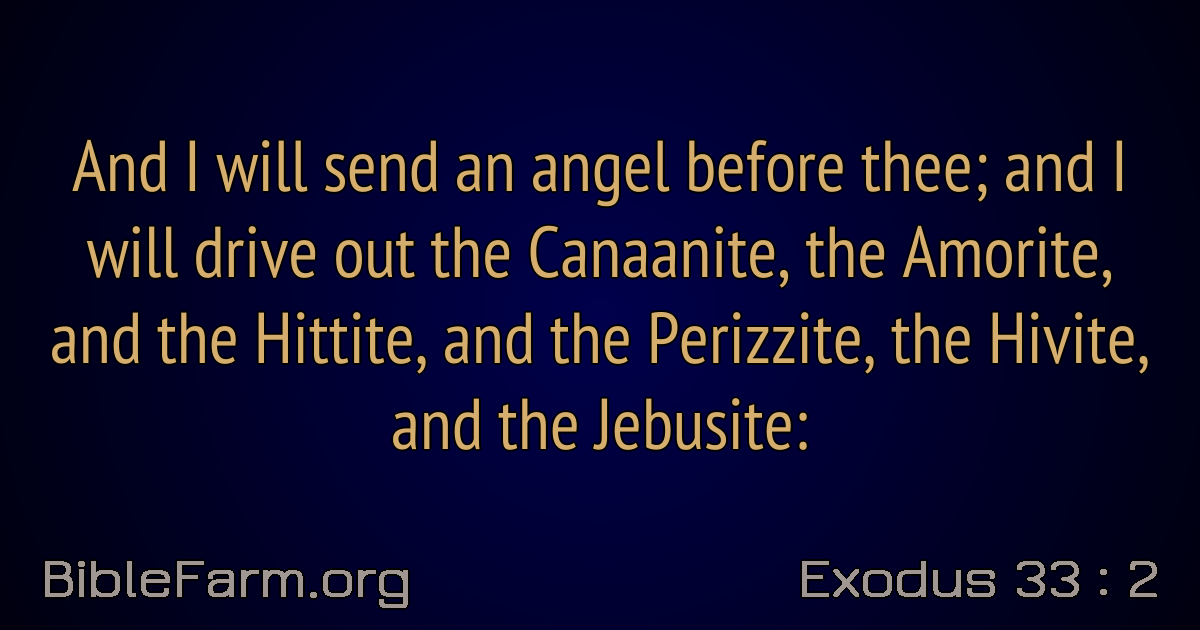 And I will send an angel before thee; and I
will drive out the Canaanite, the Amorite,
and the Hittite, and the Perizzite, the Hivite,
and the Jebusite:
BibleFarm.org
Exodus 33 : 2